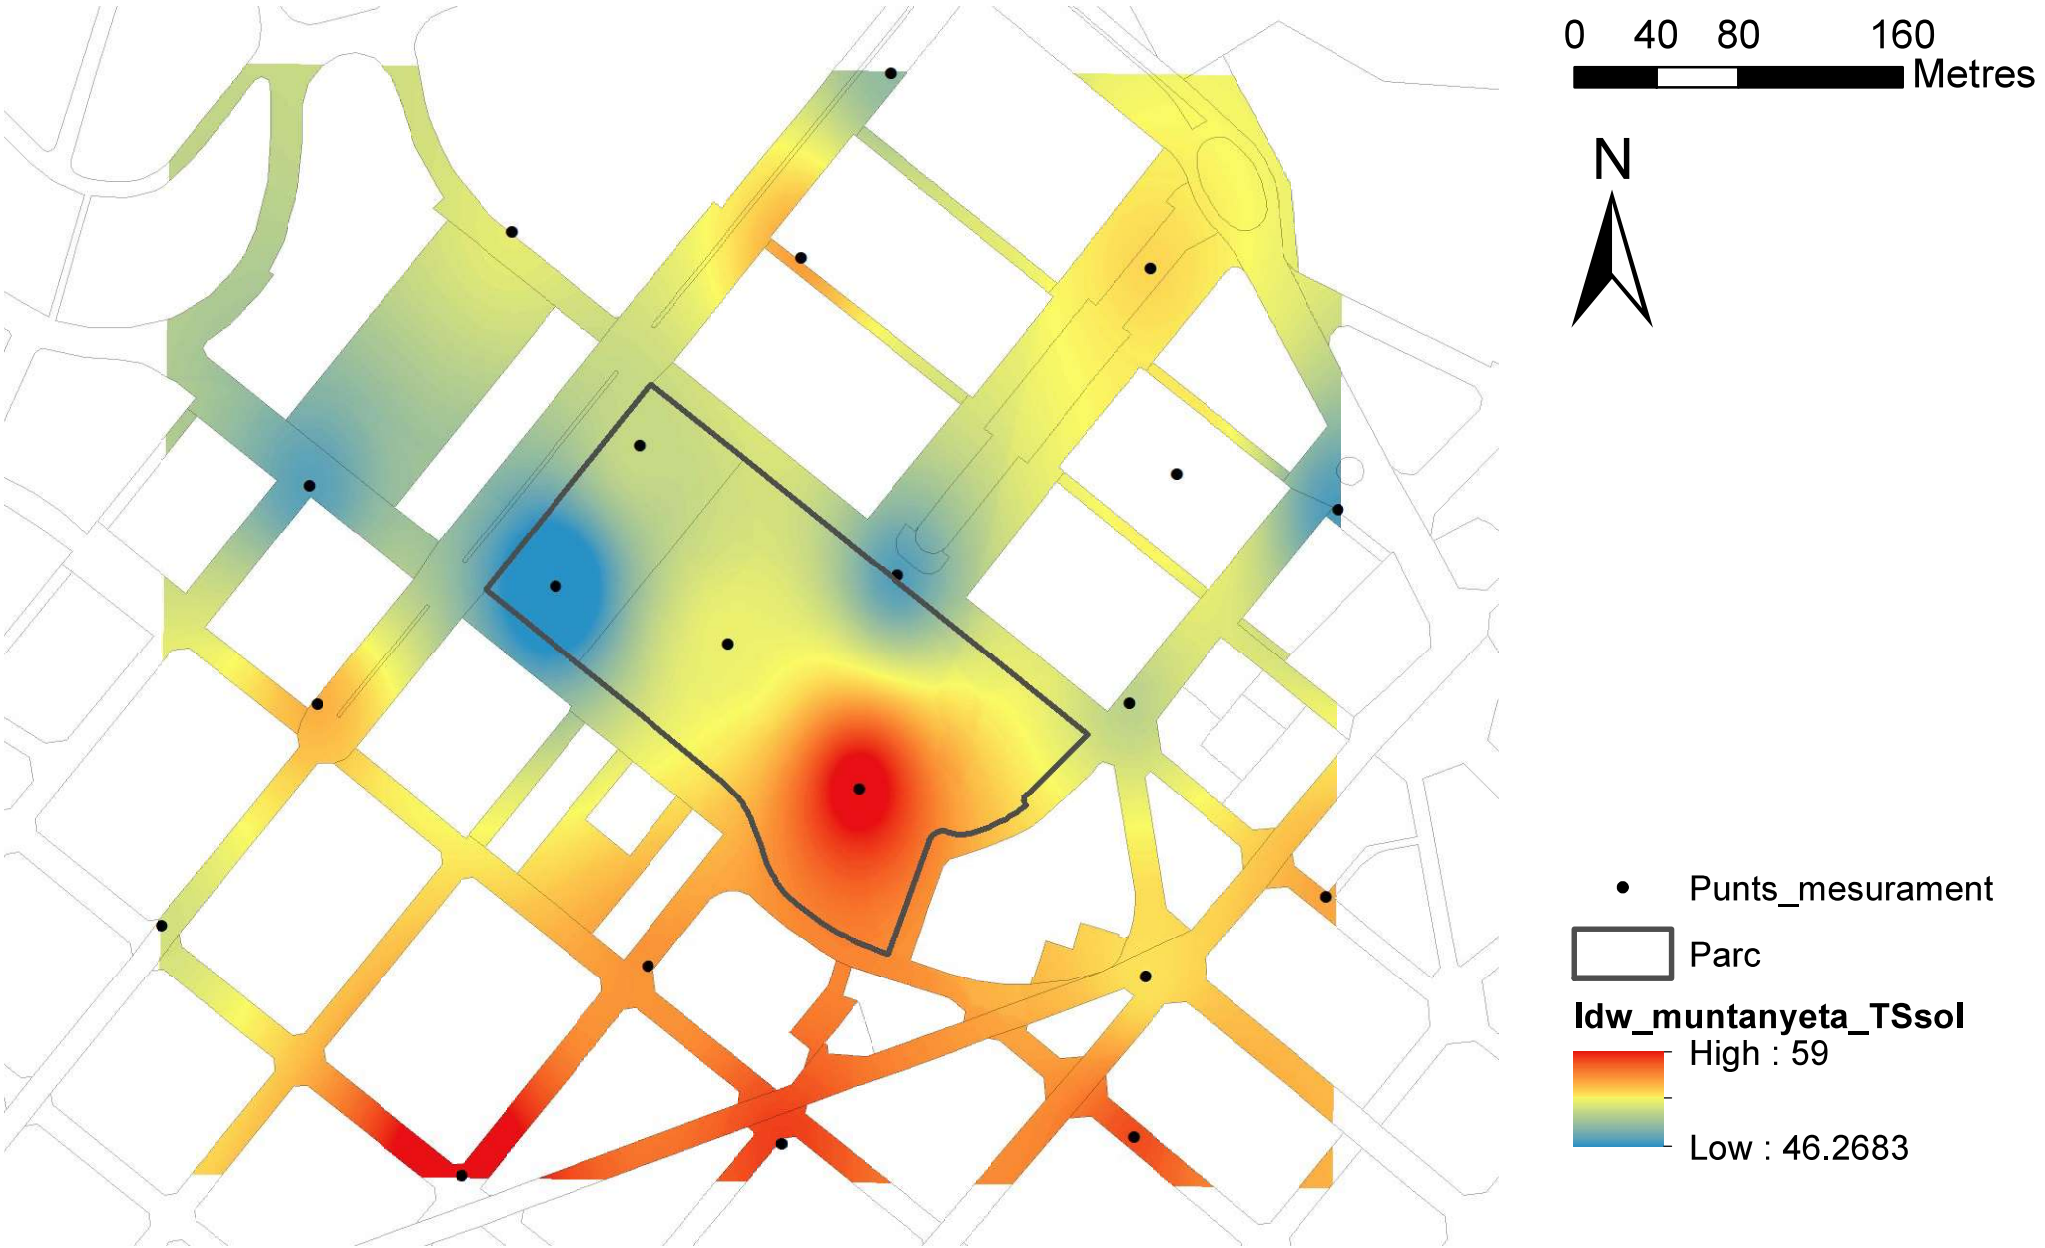 0 40 80 160
Metres
N
Punts_mesurament
Parc
Idw_muntanyeta_TSsol
High : 59
Low : 46.2683